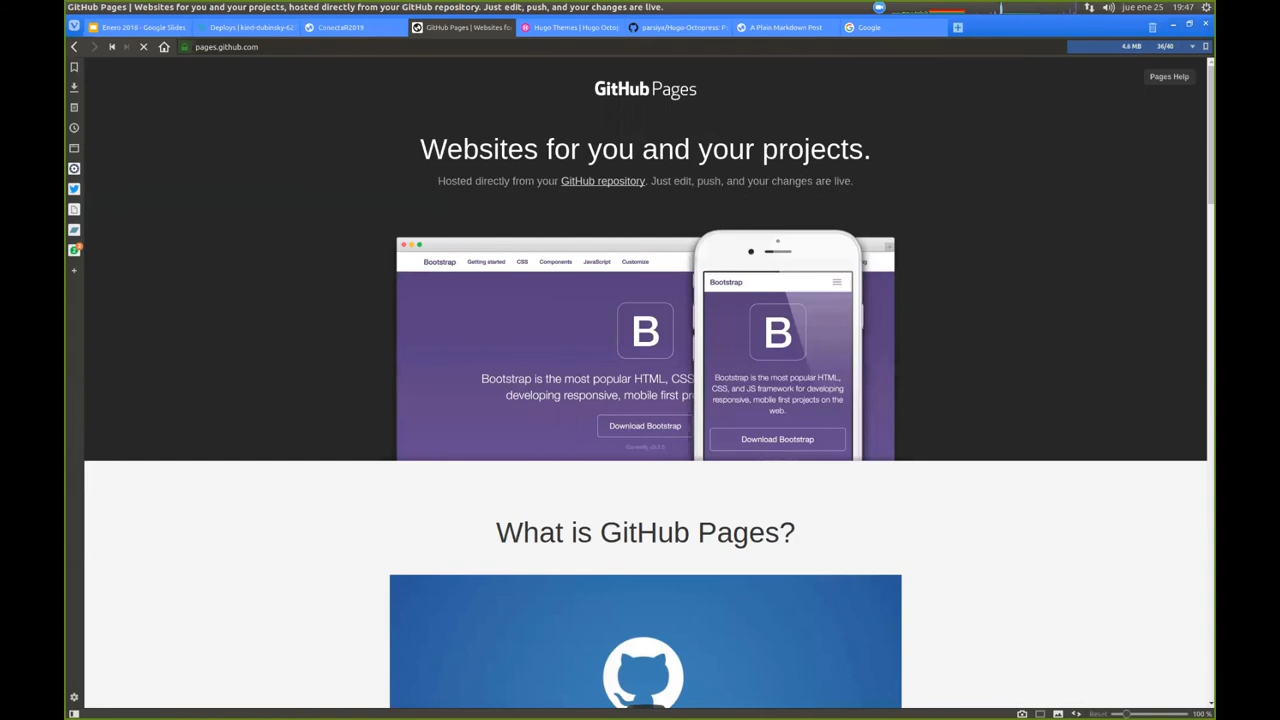 GitHub Pages | Websites for you and your projects, hosted directly from your GitHub repository. Just edit, push, and your changes are live.
jue ene 25 19:47
Enero 2018 - Google Slides
Deploys | kind-dubinsky-62
ConectaR2019
GitHub Pages | Websites fo
Hugo Themes | Hugo Octop
parsiya/Hugo-Octopress: P
A Plain Markdown Post
Google
pages.github.com
4.6 MB 36/40
GitHub Pages
Pages Help
Websites for you and your projects.
Hosted directly from your GitHub repository. Just edit, push, and your changes are live.
Bootstrap Getting started CSS Components JavaScript Customize
B
Bootstrap is the most popular HTML, CSS
developing responsive, mobile first pr
Download Bootstrap
Bootstrap
B
Bootstrap is the most popular HTML,
CSS, and JS framework for developing
responsive, mobile first projects on the
web.
Download Bootstrap
What is GitHub Pages?
Reset 100 %